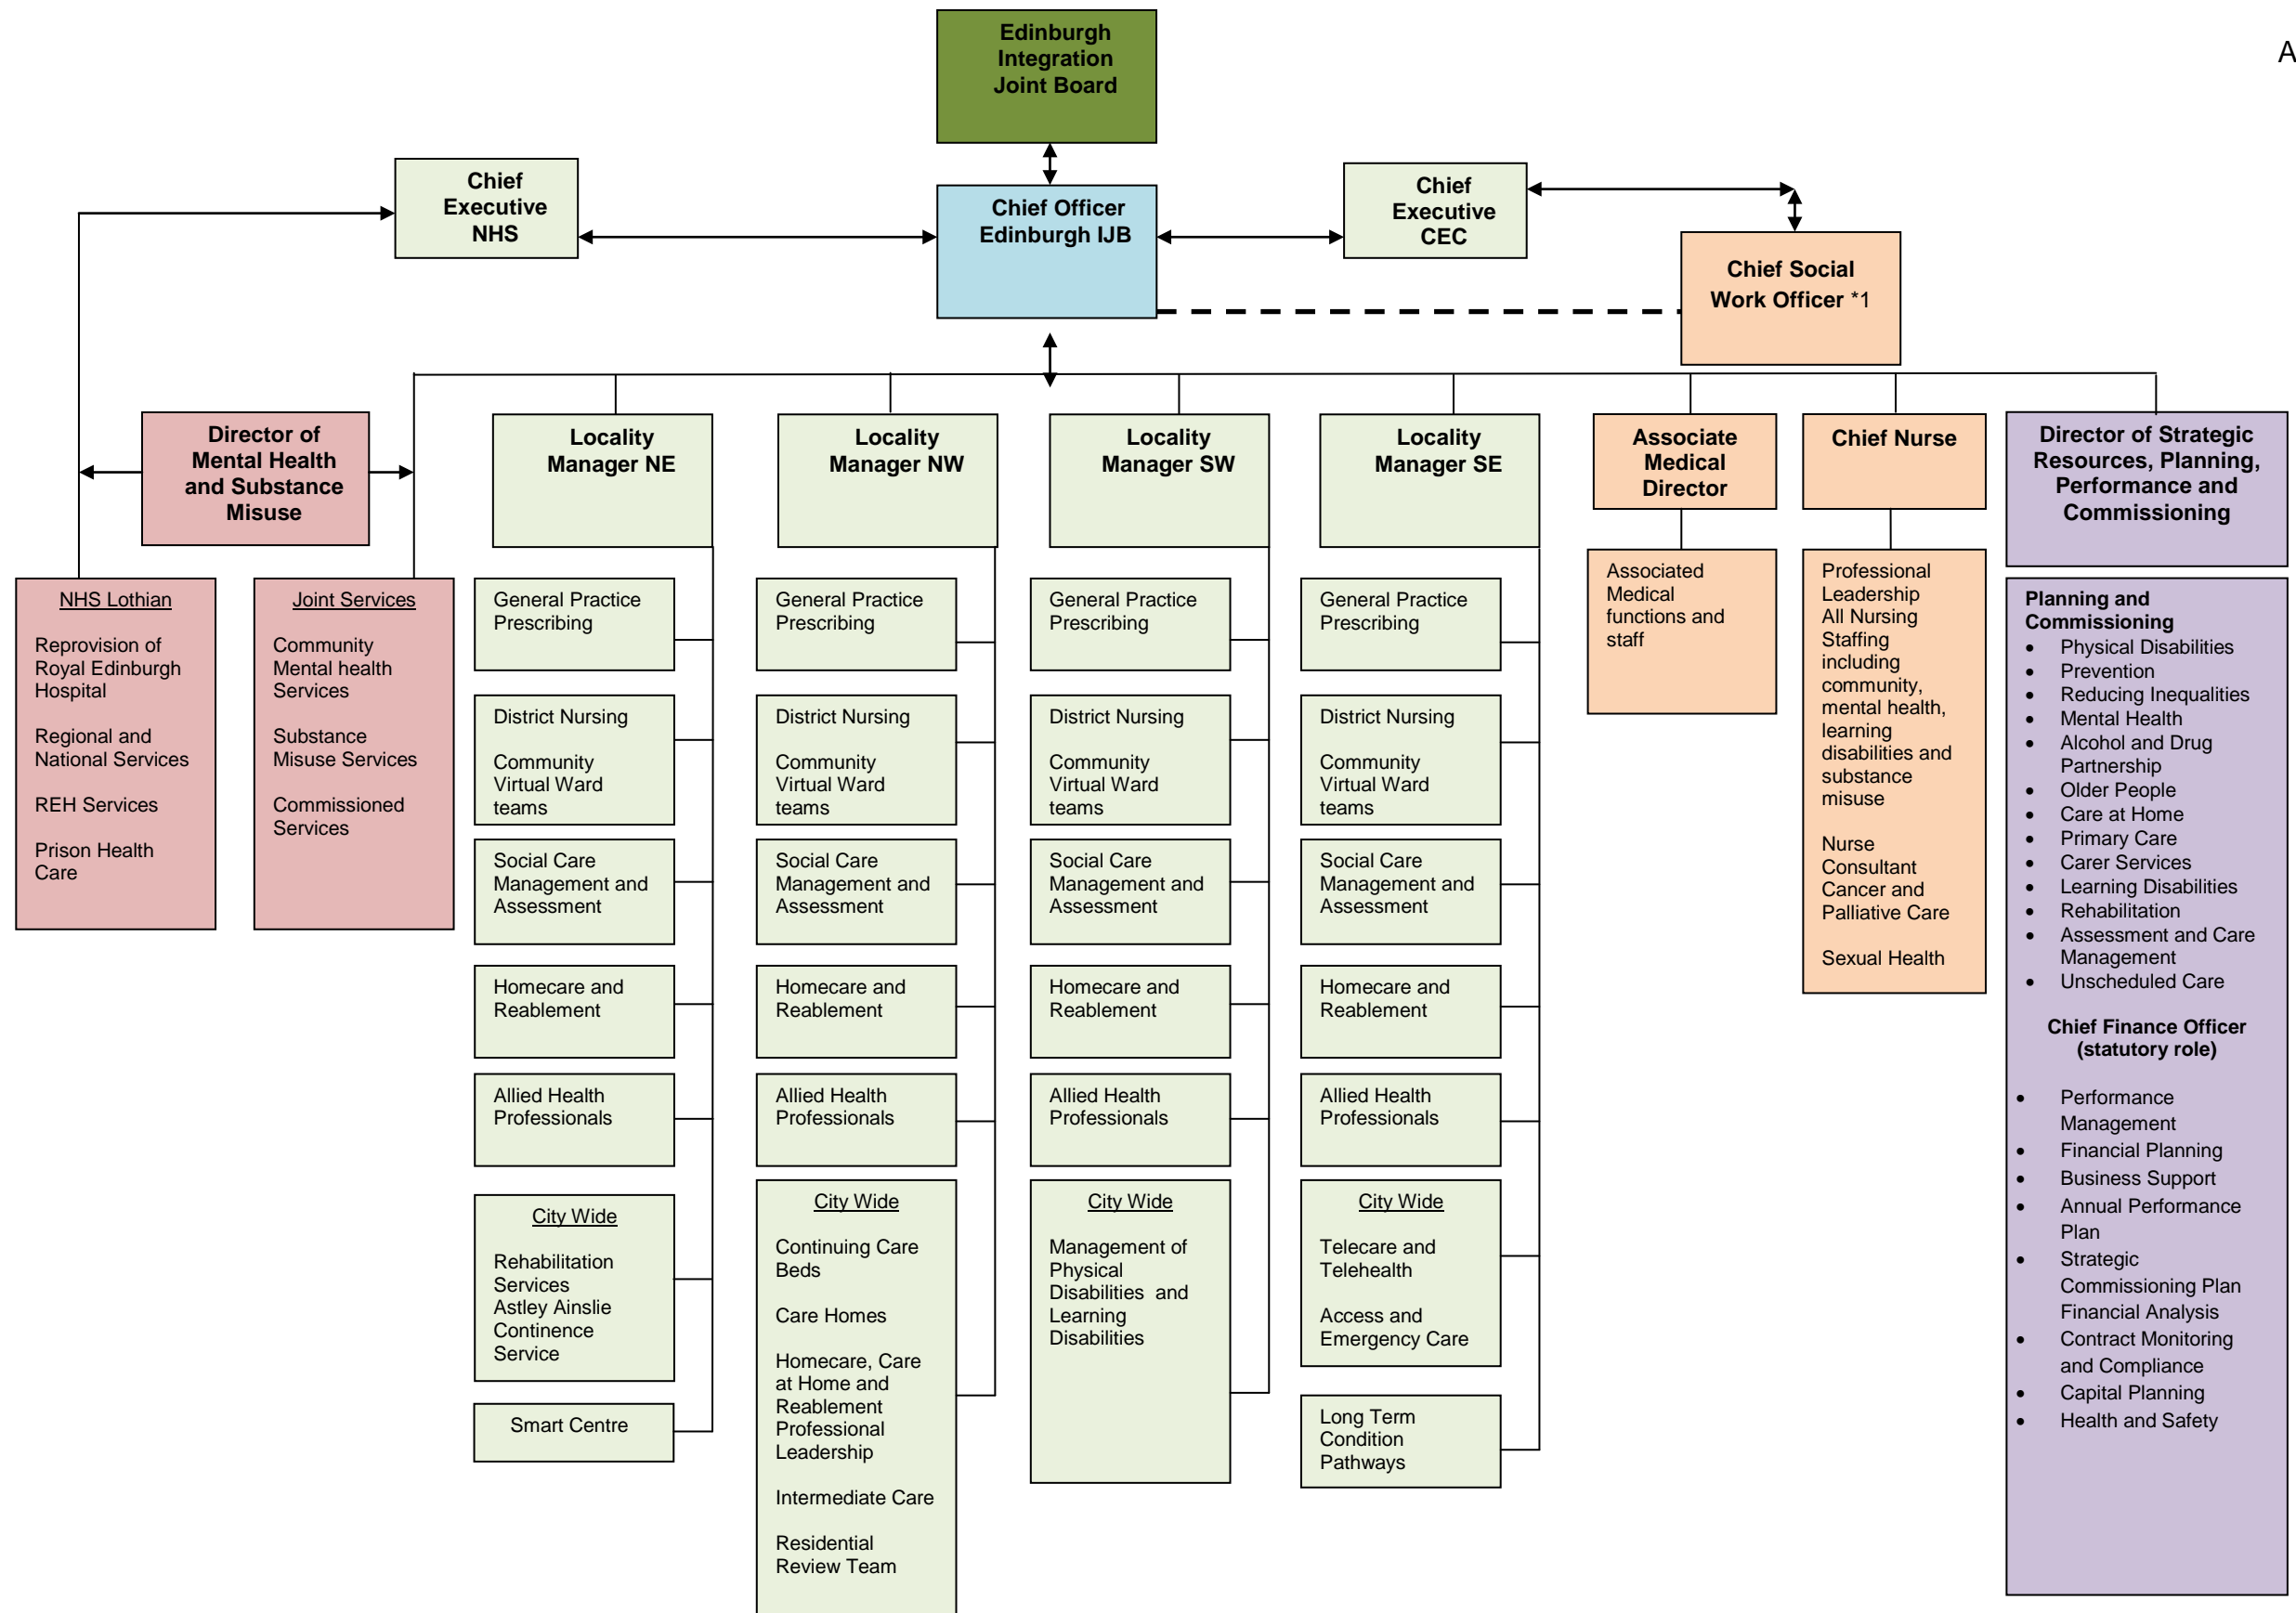 Edinburgh
Integration
Joint Board
A
Chief
Executive
NHS
Chief Officer
Edinburgh IJB
Chief
Executive
CEC
Chief Social
Work Officer *1
Director of
Mental Health
and Substance
Misuse
Locality
Manager NE
Locality
Manager NW
Locality
Manager SW
Locality
Manager SE
Associate
Medical
Director
Chief Nurse
Director of Strategic
Resources, Planning,
Performance and
Commissioning
NHS Lothian
Reprovision of
Royal Edinburgh
Hospital
Regional and
National Services
REH Services
Prison Health
Care
Joint Services
Community
Mental health
Services
Substance
Misuse Services
Commissioned
Services
General Practice
Prescribing
District Nursing
Community
Virtual Ward
teams
Social Care
Management and
Assessment
Homecare and
Reablement
Allied Health
Professionals
City Wide
Rehabilitation
Services
Astley Ainslie
Continence
Service
Smart Centre
General Practice
Prescribing
District Nursing
Community
Virtual Ward
teams
Social Care
Management and
Assessment
Homecare and
Reablement
Allied Health
Professionals
City Wide
Continuing Care
Beds
Care Homes
Homecare, Care
at Home and
Reablement
Professional
Leadership
Intermediate Care
Residential
Review Team
General Practice
Prescribing
District Nursing
Community
Virtual Ward
teams
Social Care
Management and
Assessment
Homecare and
Reablement
Allied Health
Professionals
City Wide
Management of
Physical
Disabilities and
Learning
Disabilities
General Practice
Prescribing
District Nursing
Community
Virtual Ward
teams
Social Care
Management and
Assessment
Homecare and
Reablement
Allied Health
Professionals
City Wide
Telecare and
Telehealth
Access and
Emergency Care
Long Term
Condition
Pathways
Associated
Medical
functions and
staff
Professional
Leadership
All Nursing
Staffing
including
community,
mental health,
learning
disabilities and
substance
misuse
Nurse
Consultant
Cancer and
Palliative Care
Sexual Health
Planning and
Commissioning
• Physical Disabilities
• Prevention
• Reducing Inequalities
• Mental Health
• Alcohol and Drug
Partnership
• Older People
• Care at Home
• Primary Care
• Carer Services
• Learning Disabilities
• Rehabilitation
• Assessment and Care
Management
• Unscheduled Care
Chief Finance Officer
(statutory role)
• Performance
Management
• Financial Planning
• Business Support
• Annual Performance
Plan
• Strategic
Commissioning Plan
Financial Analysis
• Contract Monitoring
and Compliance
• Capital Planning
• Health and Safety